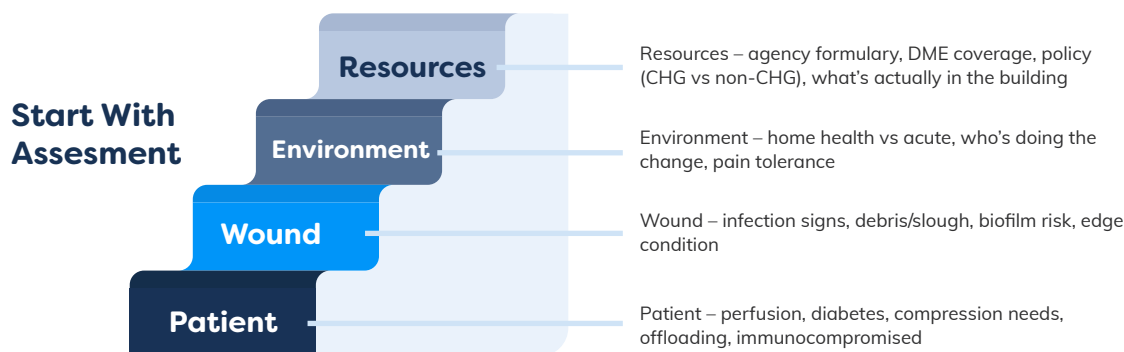 Start With
Assesment
Resources
Resources – agency formulary, DME coverage, policy
(CHG vs non-CHG), what's actually in the building
Environment
Environment – home health vs acute, who's doing the
change, pain tolerance
Wound
Wound – infection signs, debris/slough, biofilm risk, edge
condition
Patient
Patient – perfusion, diabetes, compression needs,
offloading, immunocompromised